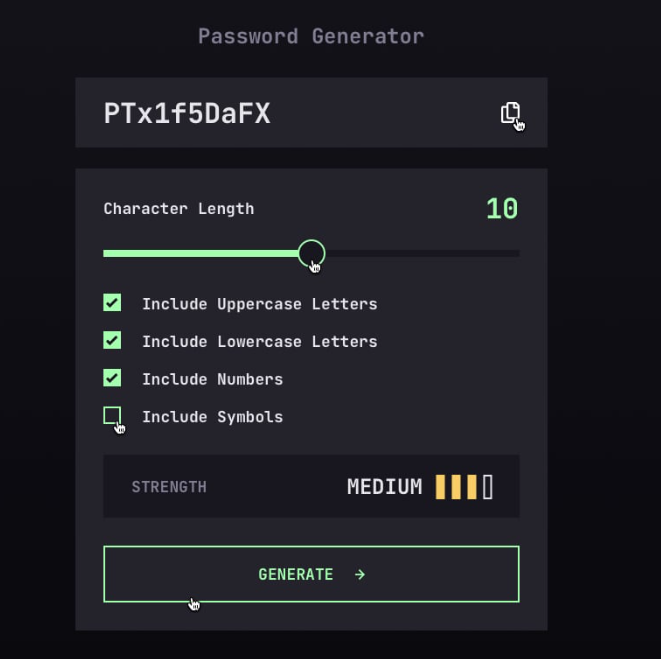 Password Generator
PTx1f5DaFX
Character Length 10
Include Uppercase Letters
Include Lowercase Letters
Include Numbers
Include Symbols
STRENGTH MEDIUM
GENERATE →